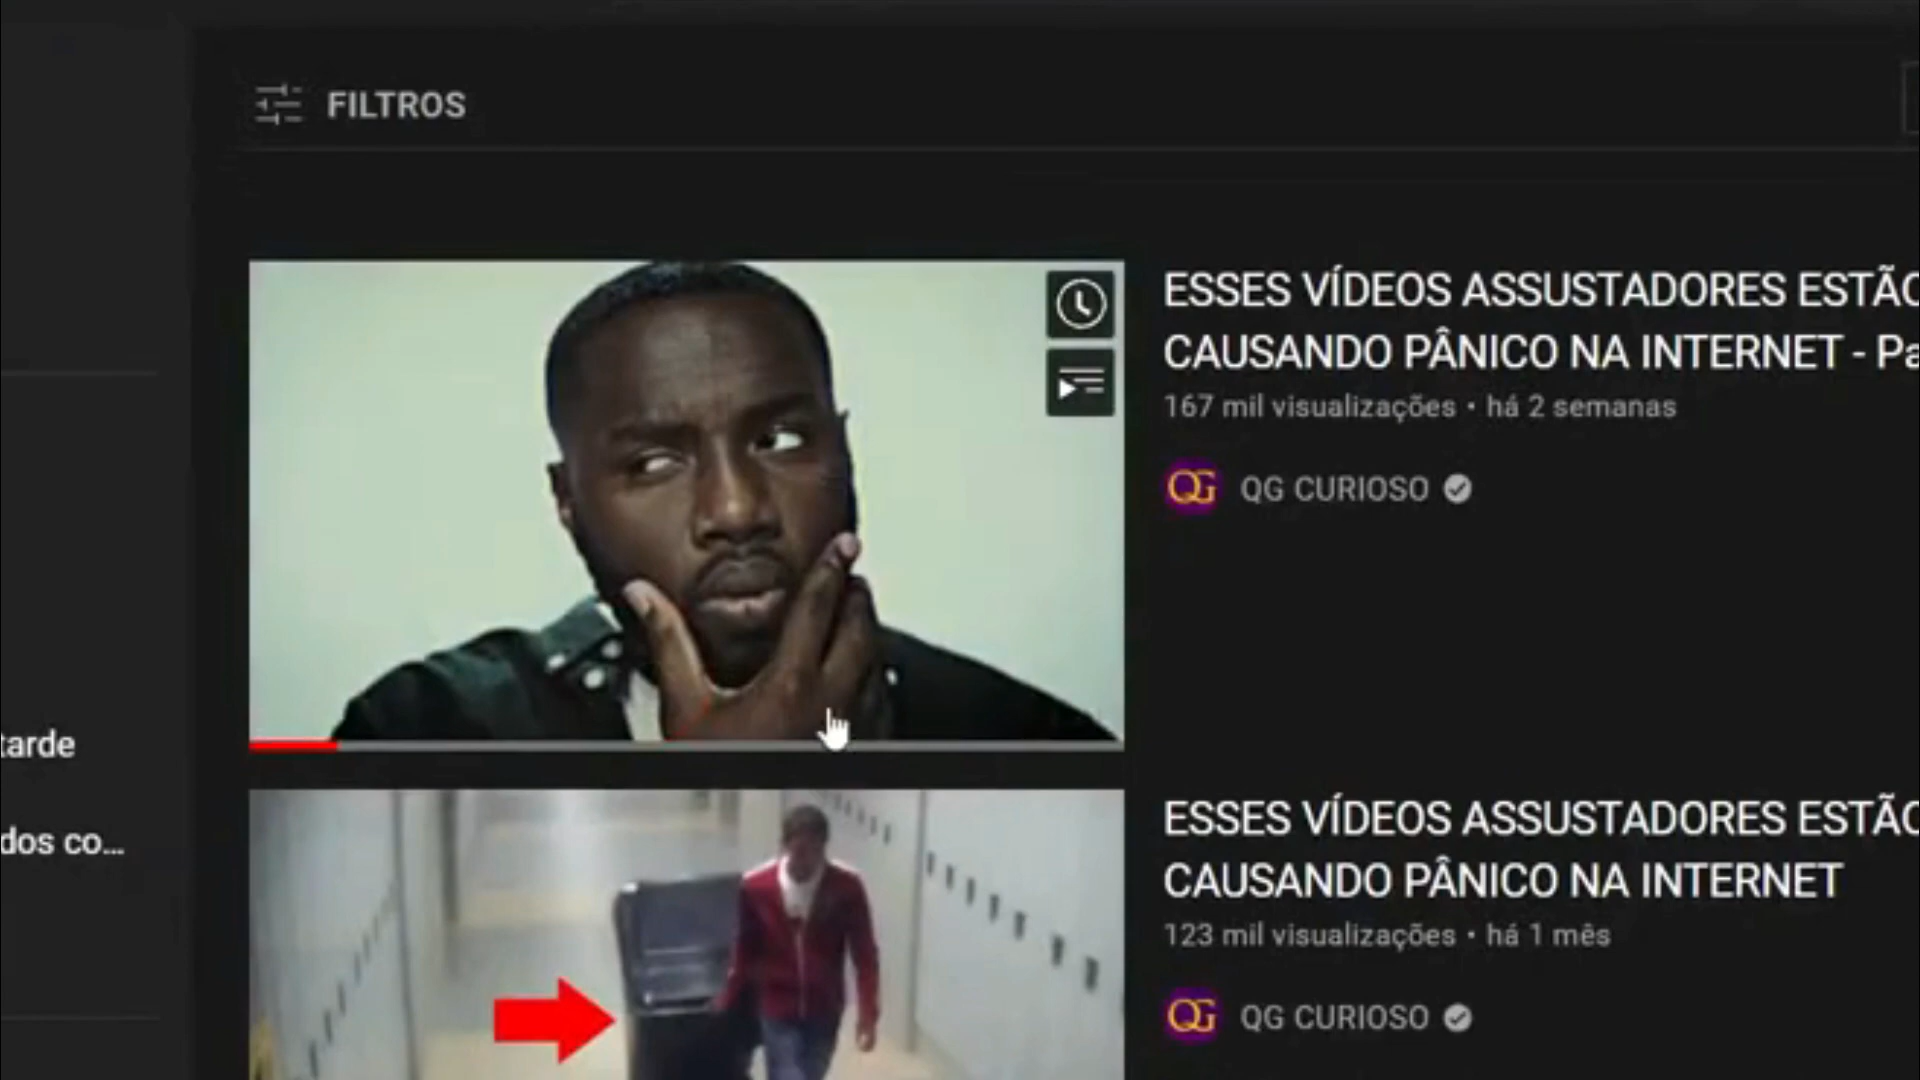 FILTROS
ESSES VÍDEOS ASSUSTADORES ESTÃO
CAUSANDO PÂNICO NA INTERNET - Pa
167 mil visualizações • há 2 semanas
QG QG CURIOSO
tarde
dos co...
ESSES VÍDEOS ASSUSTADORES ESTÃO
CAUSANDO PÂNICO NA INTERNET
123 mil visualizações • há 1 mês
QG QG CURIOSO